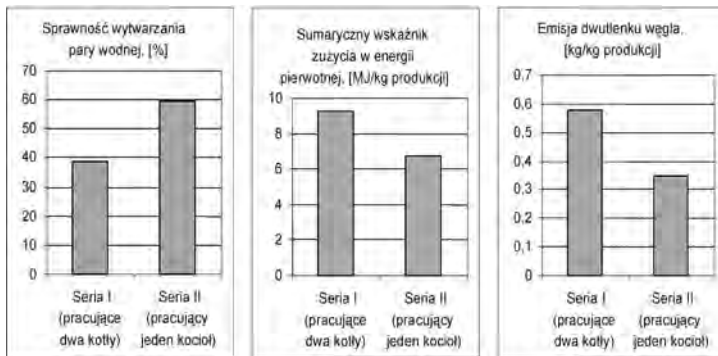 Sprawność wytwarzania
pary wodnej, [%]
70
60
50
40
30
20
10
0
Seria I
(pracujące
dwa kotły)
Seria II
(pracujący
jeden kocioł)
Sumaryczny wskaźnik
zużycia w energii
pierwotnej, [MJ/kg produkcji]
10
8
6
4
2
0
Seria I
(pracujące
dwa kotły)
Seria II
(pracujący
jeden kocioł)
Emisja dwutlenku węgla,
[kg/kg produkcji]
0,7
0,6
0,5
0,4
0,3
0,2
0,1
0
Seria I
(pracujące
dwa kotły)
Seria II
(pracujący
jeden kocioł)